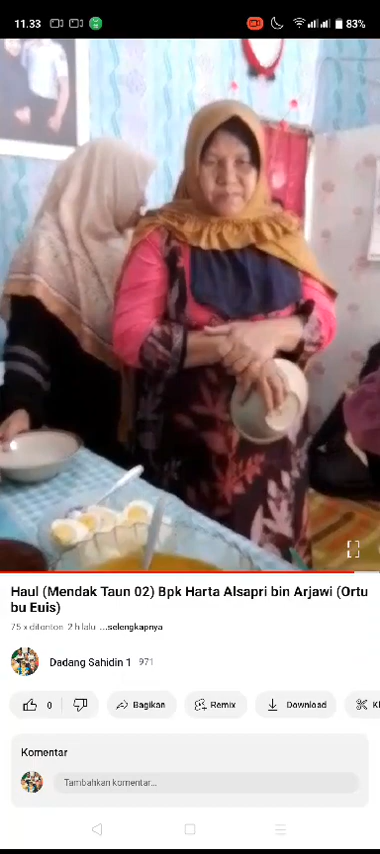 11.33
83%
Haul (Mendak Taun 02) Bpk Harta Alsapri bin Arjawi (Ortu
bu Euis)
75 x ditonton 2 h lalu ...selengkapnya
Dadang Sahidin 1 971
0 Bagikan Remix Download Kl
Komentar
Tambahkan komentar...